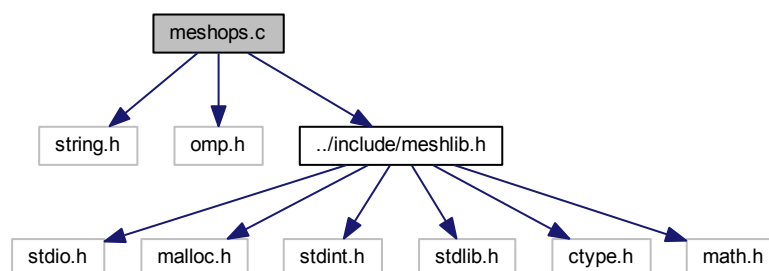 meshops.c
string.h
omp.h
../include/meshlib.h
stdio.h
malloc.h
stdint.h
stdlib.h
ctype.h
math.h